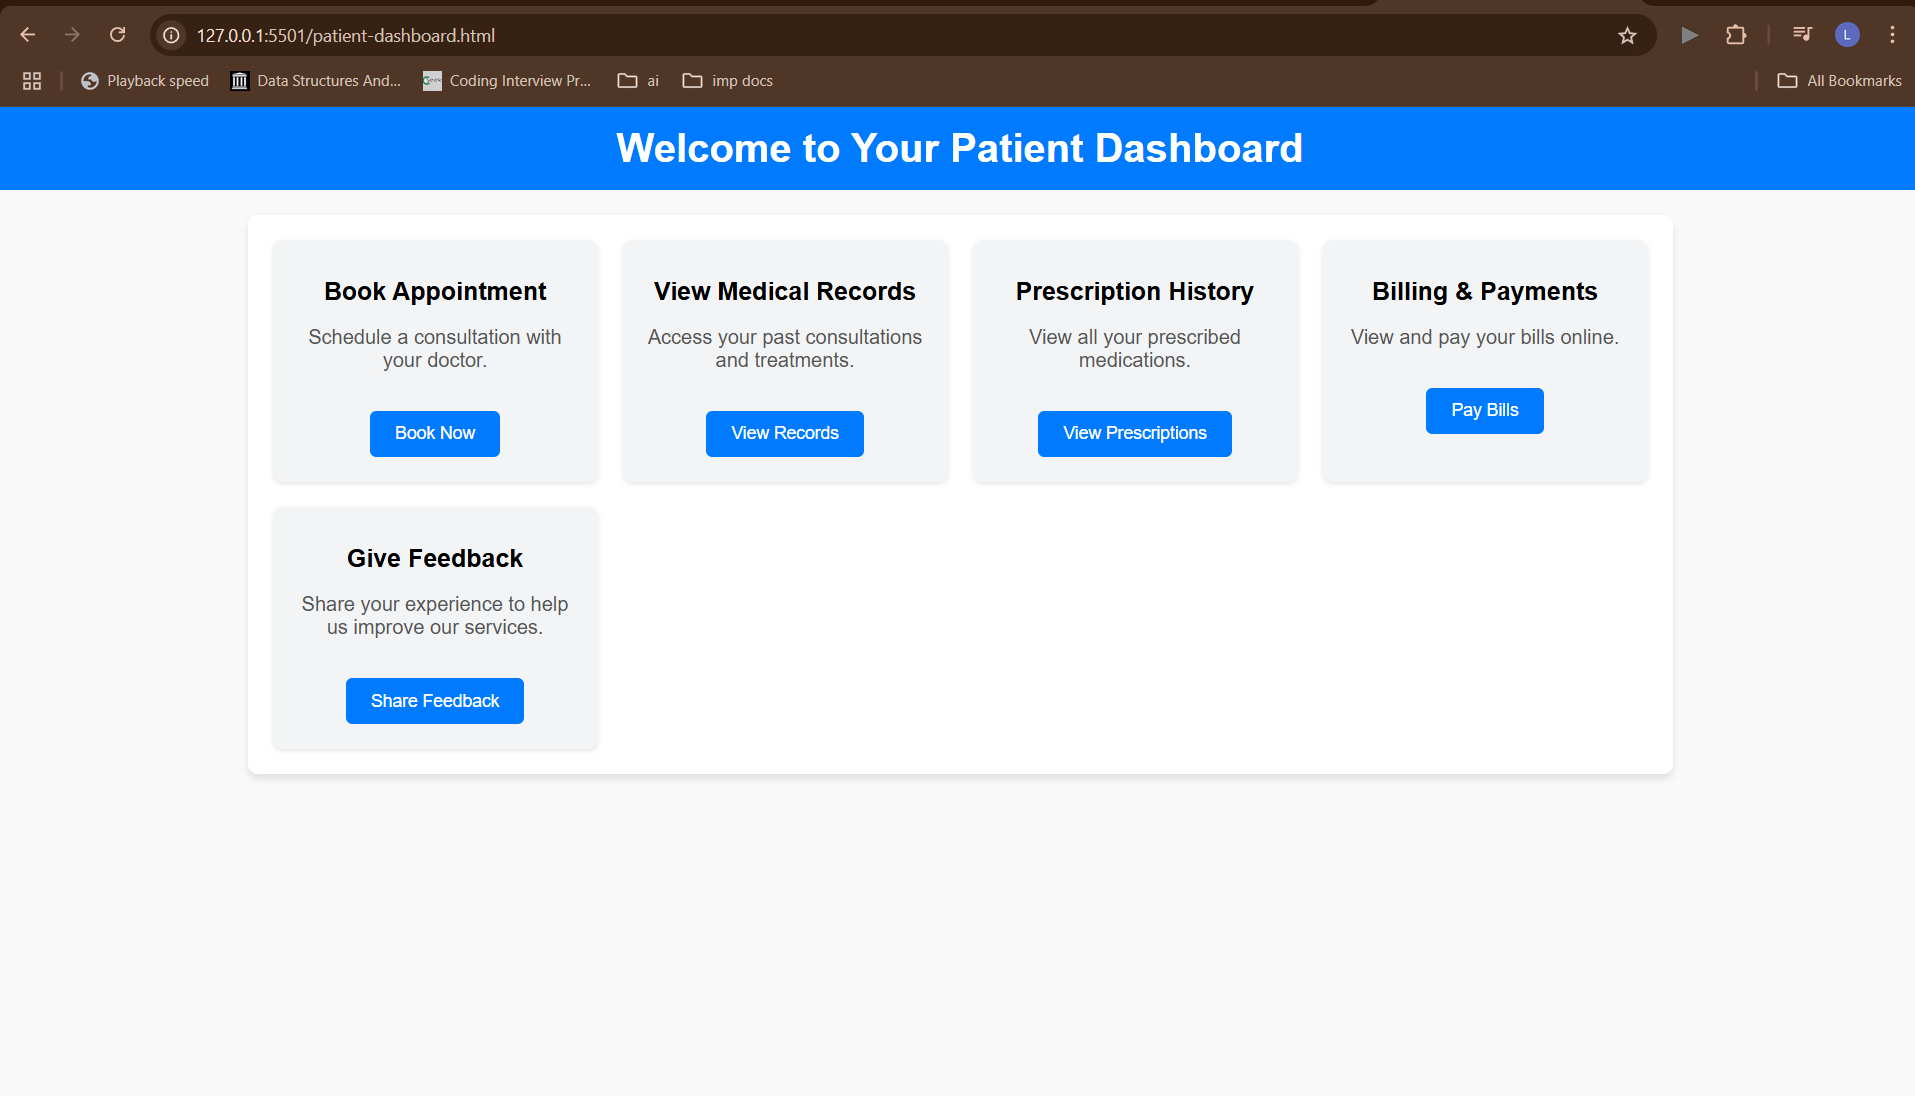 127.0.0.1:5501/patient-dashboard.html
L
Playback speed
Data Structures And...
Geek
Coding Interview Pr...
ai
imp docs
All Bookmarks
Welcome to Your Patient Dashboard
Book Appointment
Schedule a consultation with
your doctor.
Book Now
View Medical Records
Access your past consultations
and treatments.
View Records
Prescription History
View all your prescribed
medications.
View Prescriptions
Billing & Payments
View and pay your bills online.
Pay Bills
Give Feedback
Share your experience to help
us improve our services.
Share Feedback